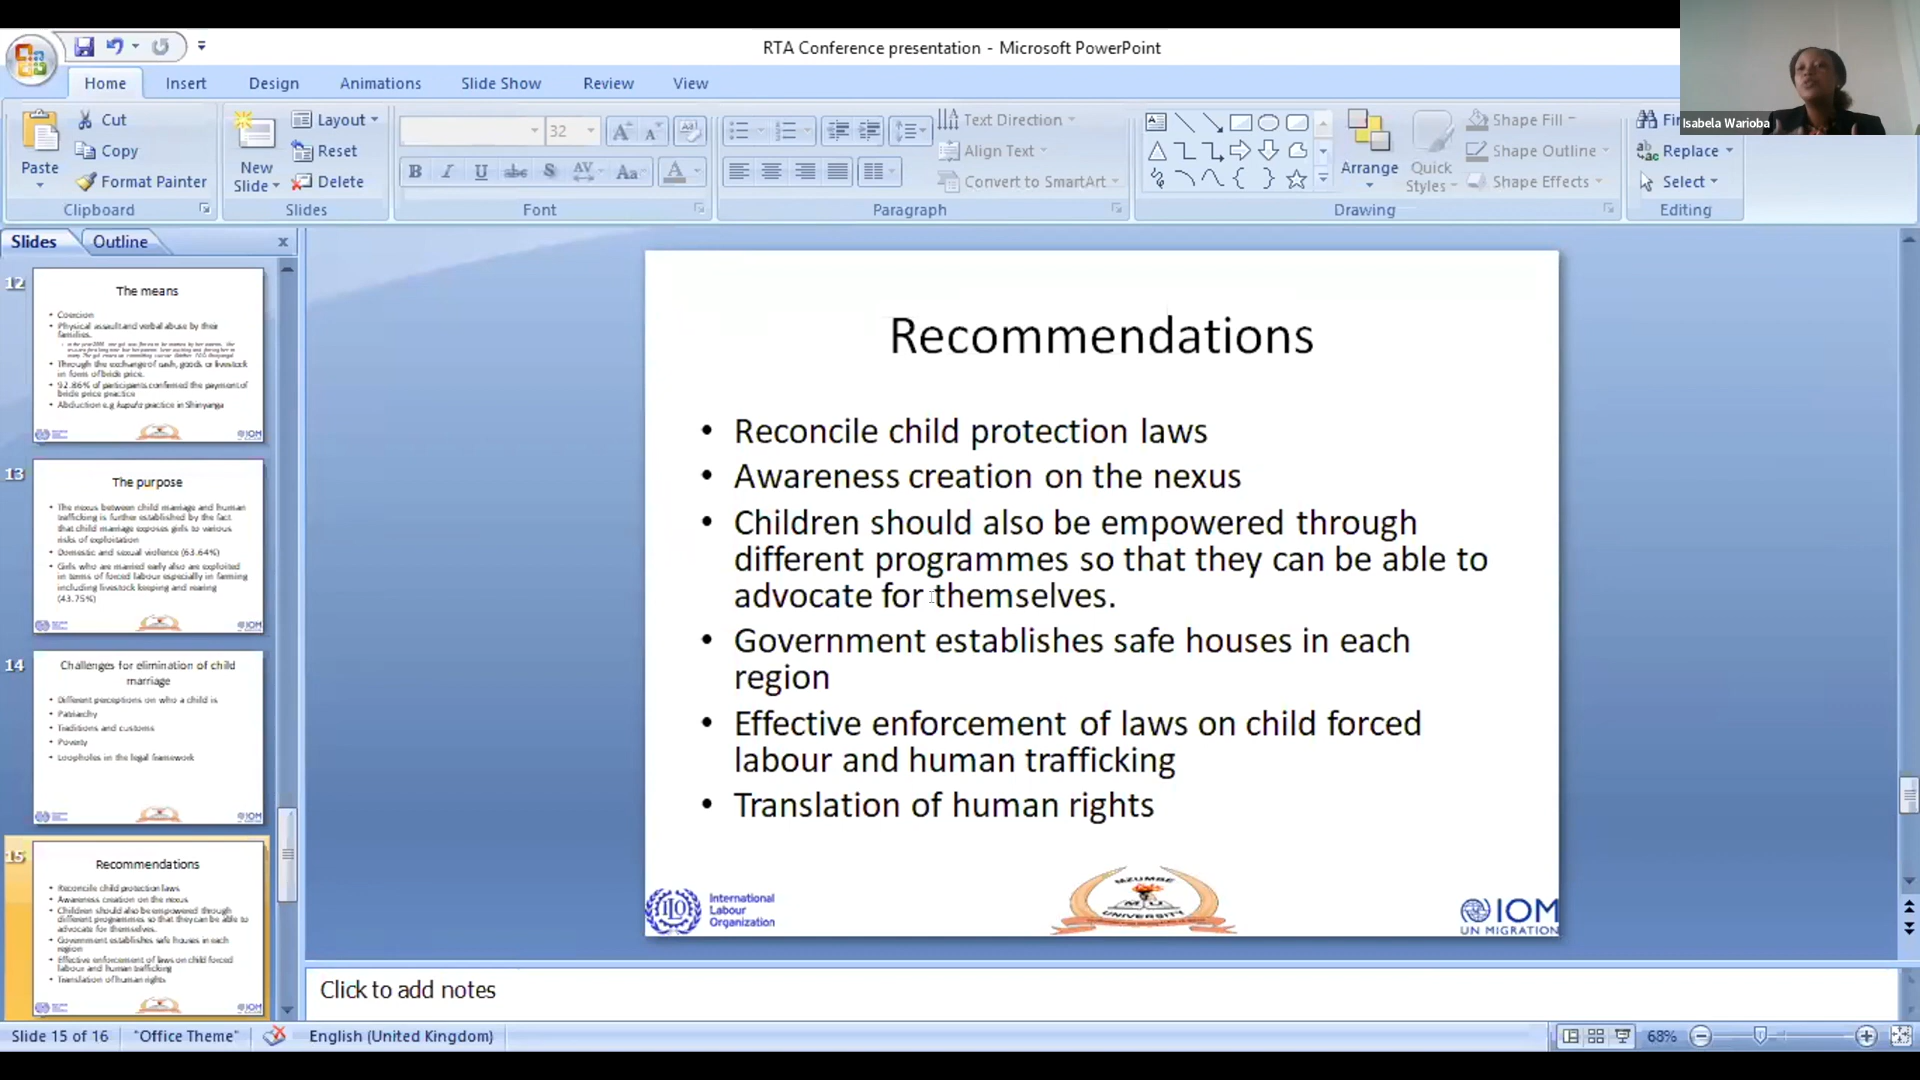 RTA Conference presentation - Microsoft PowerPoint
Isabela Warioba
Home Insert Design Animations Slide Show Review View
Paste
Cut
Copy
Format Painter
Clipboard
New Slide
Layout
Reset
Delete
Slides
32
Font
Text Direction
Align Text
Convert to SmartArt
Paragraph
Arrange
Quick Styles
Shape Fill
Shape Outline
Shape Effects
Drawing
Replace
Select
Editing
Slides Outline
12
The means
• Coercion
• Physical assault and verbal abuse by their
families.
• Through the exchange of cash, goods or livestock
in form of bride price.
• 92.86% of participants confirmed the payment of
bride price practice
• Abduction e.g kupula practice in Shinyanga
IOM
13
The purpose
• The nexus between child marriage and human
trafficking is further established by the fact
that child marriage exposes girls to various
risks of exploitation
• Domestic and sexual violence (63.64%)
• Girls who are married early also are exploited
in terms of forced labour especially in farming
including livestock keeping and rearing
(43.75%)
IOM
14
Challenges for elimination of child
marriage
• Different perceptions on who a child is
• Patriarchy
• Traditions and customs
• Poverty
• Loopholes in the legal framework
IOM
15
Recommendations
• Reconcile child protection laws
• Awareness creation on the nexus
• Children should also be empowered through
different programmes so that they can be able to
advocate for themselves.
• Government establishes safe houses in each
region
• Effective enforcement of laws on child forced
labour and human trafficking
• Translation of human rights
IOM
Recommendations
• Reconcile child protection laws
• Awareness creation on the nexus
• Children should also be empowered through
different programmes so that they can be able to
advocate for themselves.
• Government establishes safe houses in each
region
• Effective enforcement of laws on child forced
labour and human trafficking
• Translation of human rights
International
Labour
Organization
MZUMBE
MU
UNIVERSITY
IOM
UN MIGRATION
Click to add notes
Slide 15 of 16 "Office Theme" English (United Kingdom) 68%